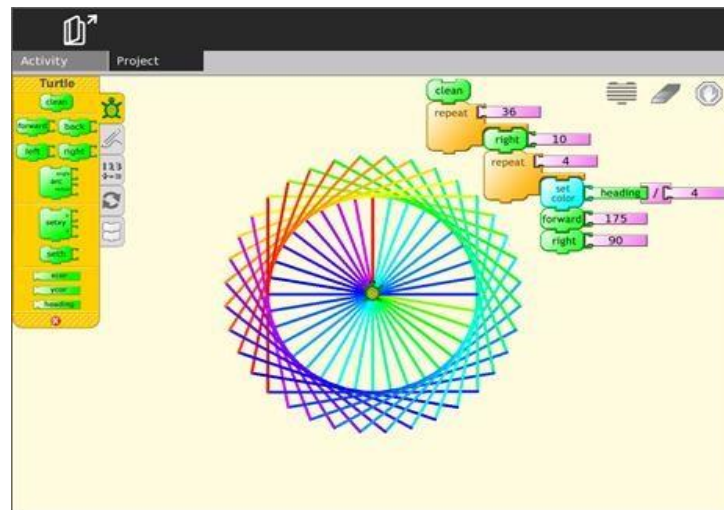 Activity Project
Turtle
clean
forward back
left right
arc
setxy
seth
xcor
ycor
heading
clean
repeat 36
right 10
repeat 4
set color heading / 4
forward 175
right 90